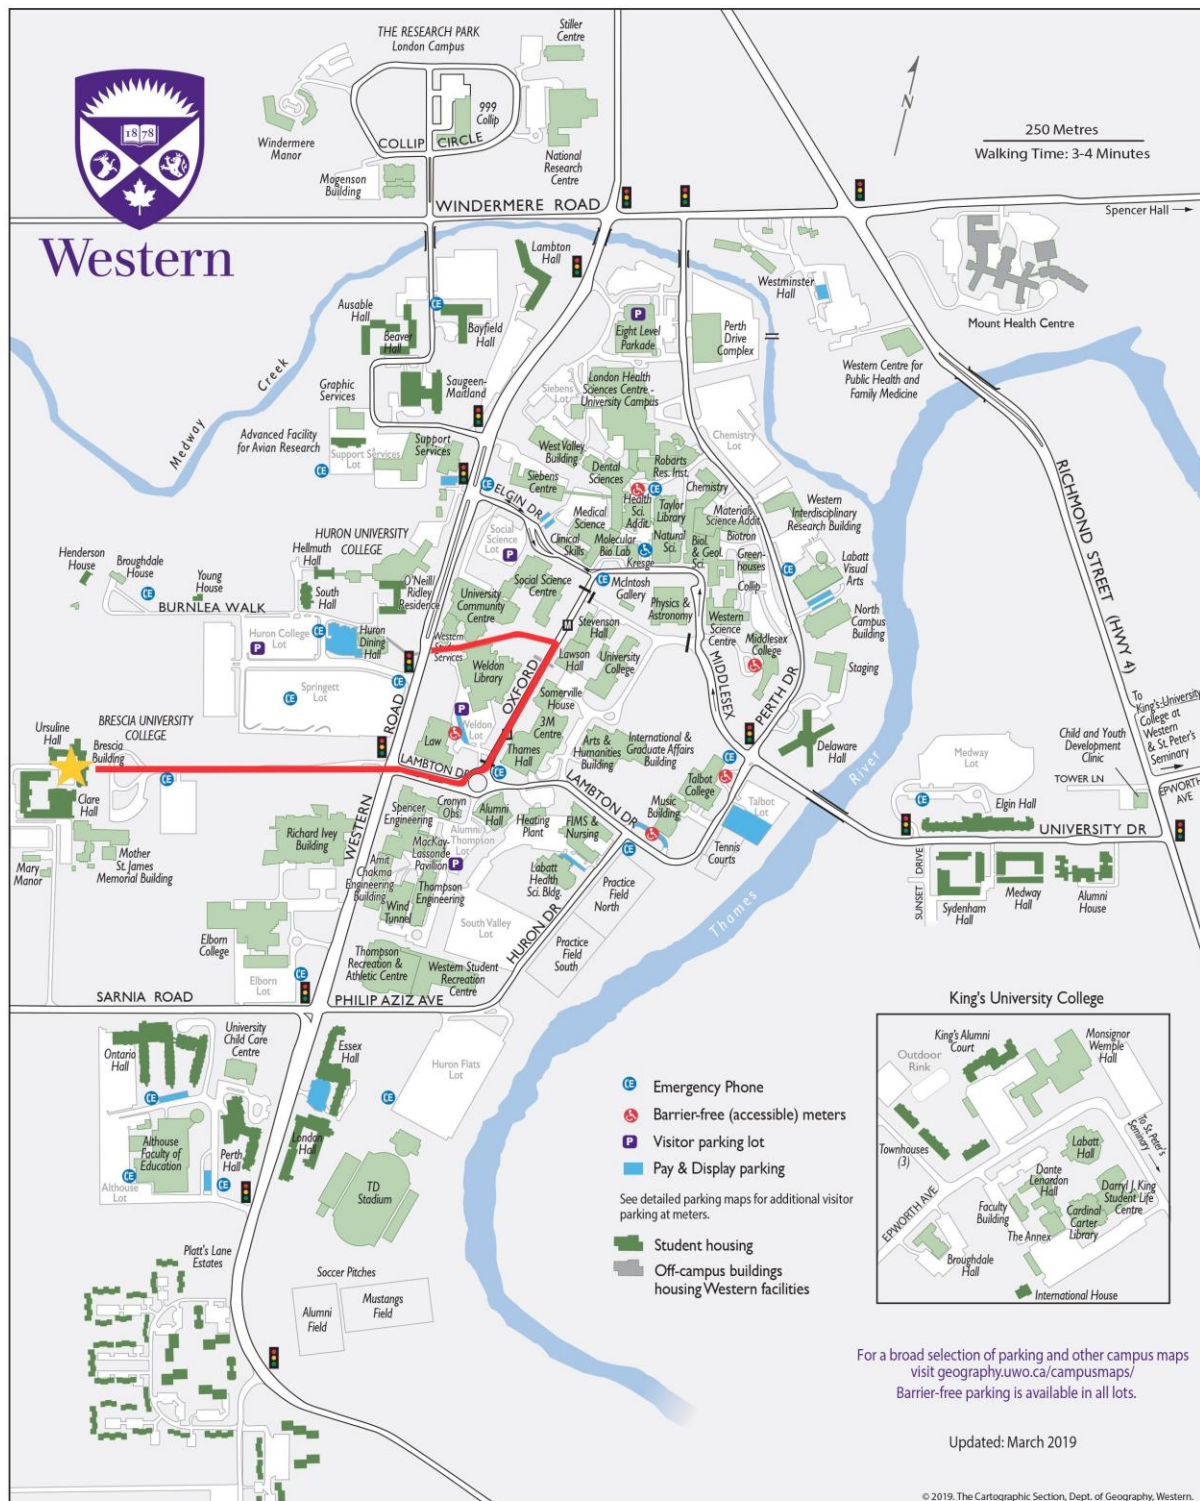 THE RESEARCH PARK
London Campus
Stiller
Centre
999
Collip
COLLIP CIRCLE
Windermere
Manor
Mogenson
Building
National
Research
Centre
N
250 Metres
Walking Time: 3-4 Minutes
1878
Western
WINDERMERE ROAD
Spencer Hall
Lambton
Hall
Westminster
Hall
Mount Health Centre
Ausable
Hall
Beaver
Hall
Bayfield
Hall
P
Eight Level
Parkade
Perth
Drive
Complex
Western Centre for
Public Health and
Family Medicine
Medway Creek
Graphic
Services
Saugeen-
Maitland
Siebens
Lot
London Health
Sciences Centre -
University Campus
Chemistry
Lot
Advanced Facility
for Avian Research
Support Services
Lot
Support
Services
West Valley
Building
Dental
Sciences
Robarts
Res. Inst.
Siebens
Centre
ELGIN DR
Health
Sci.
Addit.
Taylor
Library
Chemistry
Materials
Science Addit.
Biotron
Western
Interdisciplinary
Research Building
RICHMOND STREET (HWY 4)
Medical
Science
Clinical
Skills
Molecular
Bio Lab
Natural
Sci.
Kresge
Biol.
& Geol.
Sci.
Green-
houses
Collip
Labatt
Visual
Arts
HURON UNIVERSITY
COLLEGE
Social
Science
Lot
P
Henderson
House
Broughdale
House
Young
House
Hellmuth
Hall
South
Hall
O'Neill/
Ridley
Residence
BURNLEA WALK
University
Community
Centre
Social Science
Centre
McIntosh
Gallery
Physics &
Astronomy
Stevenson
Hall
Western
Science
Centre
Middlesex
College
North
Campus
Building
Huron College
Lot
P
Huron
Dining
Hall
Western
Services
Weldon
Library
OXFORD
Lawson
Hall
University
College
MIDDLESEX
Staging
Springett
Lot
Somerville
House
PERTH DR
To
King's University
College at
Western
& St. Peter's
Seminary
Ursuline
Hall
BRESCIA UNIVERSITY
COLLEGE
Brescia
Building
ROAD
P
Weldon
Lot
Law
3M
Centre
Thames
Hall
Arts &
Humanities
Building
International &
Graduate Affairs
Building
Delaware
Hall
River
Medway
Lot
Child and Youth
Development
Clinic
TOWER LN
EPWORTH
AVE
Clare
Hall
LAMBTON DR
LAMBTON DR
Talbot
College
Talbot
Lot
Elgin Hall
UNIVERSITY DR
WESTERN
Spencer
Engineering
Cronyn
Obs.
Alumni
Hall
Heating
Plant
FIMS &
Nursing
Music
Building
Tennis
Courts
Richard Ivey
Building
MacKay-
Lassonde
Pavilion
Alumni
Thompson
Lot
P
Mary
Manor
Mother
St. James
Memorial Building
Amit
Chakma
Engineering
Building
Wind
Tunnel
Thompson
Engineering
Labatt
Health
Sci. Bldg.
Practice
Field
North
SUNSET DRIVE
Sydenham
Hall
Medway
Hall
Alumni
House
Thames
Elborn
College
South Valley
Lot
HURON DR
Practice
Field
South
Elborn
Lot
Thompson
Recreation &
Athletic Centre
Western Student
Recreation
Centre
SARNIA ROAD
PHILIP AZIZ AVE
King's University College
Ontario
Hall
University
Child Care
Centre
Essex
Hall
Huron Flats
Lot
King's Alumni
Court
Monsignor
Wemple
Hall
Outdoor
Rink
CE Emergency Phone
Barrier-free (accessible) meters
P Visitor parking lot
Pay & Display parking
See detailed parking maps for additional visitor
parking at meters.
Student housing
Off-campus buildings
housing Western facilities
Althouse
Faculty of
Education
Althouse
Lot
Perth
Hall
London
Hall
TD
Stadium
Townhouses
(3)
Labatt
Hall
To St. Peter's
Seminary
Dante
Lenardon
Hall
Darryl J. King
Student Life
Centre
Faculty
Building
Cardinal
Carter
Library
The Annex
EPWORTH AVE
Broughdale
Hall
International House
Platt's Lane
Estates
Soccer Pitches
Alumni
Field
Mustangs
Field
For a broad selection of parking and other campus maps
visit geography.uwo.ca/campusmaps/
Barrier-free parking is available in all lots.
Updated: March 2019
© 2019. The Cartographic Section, Dept. of Geography, Western.